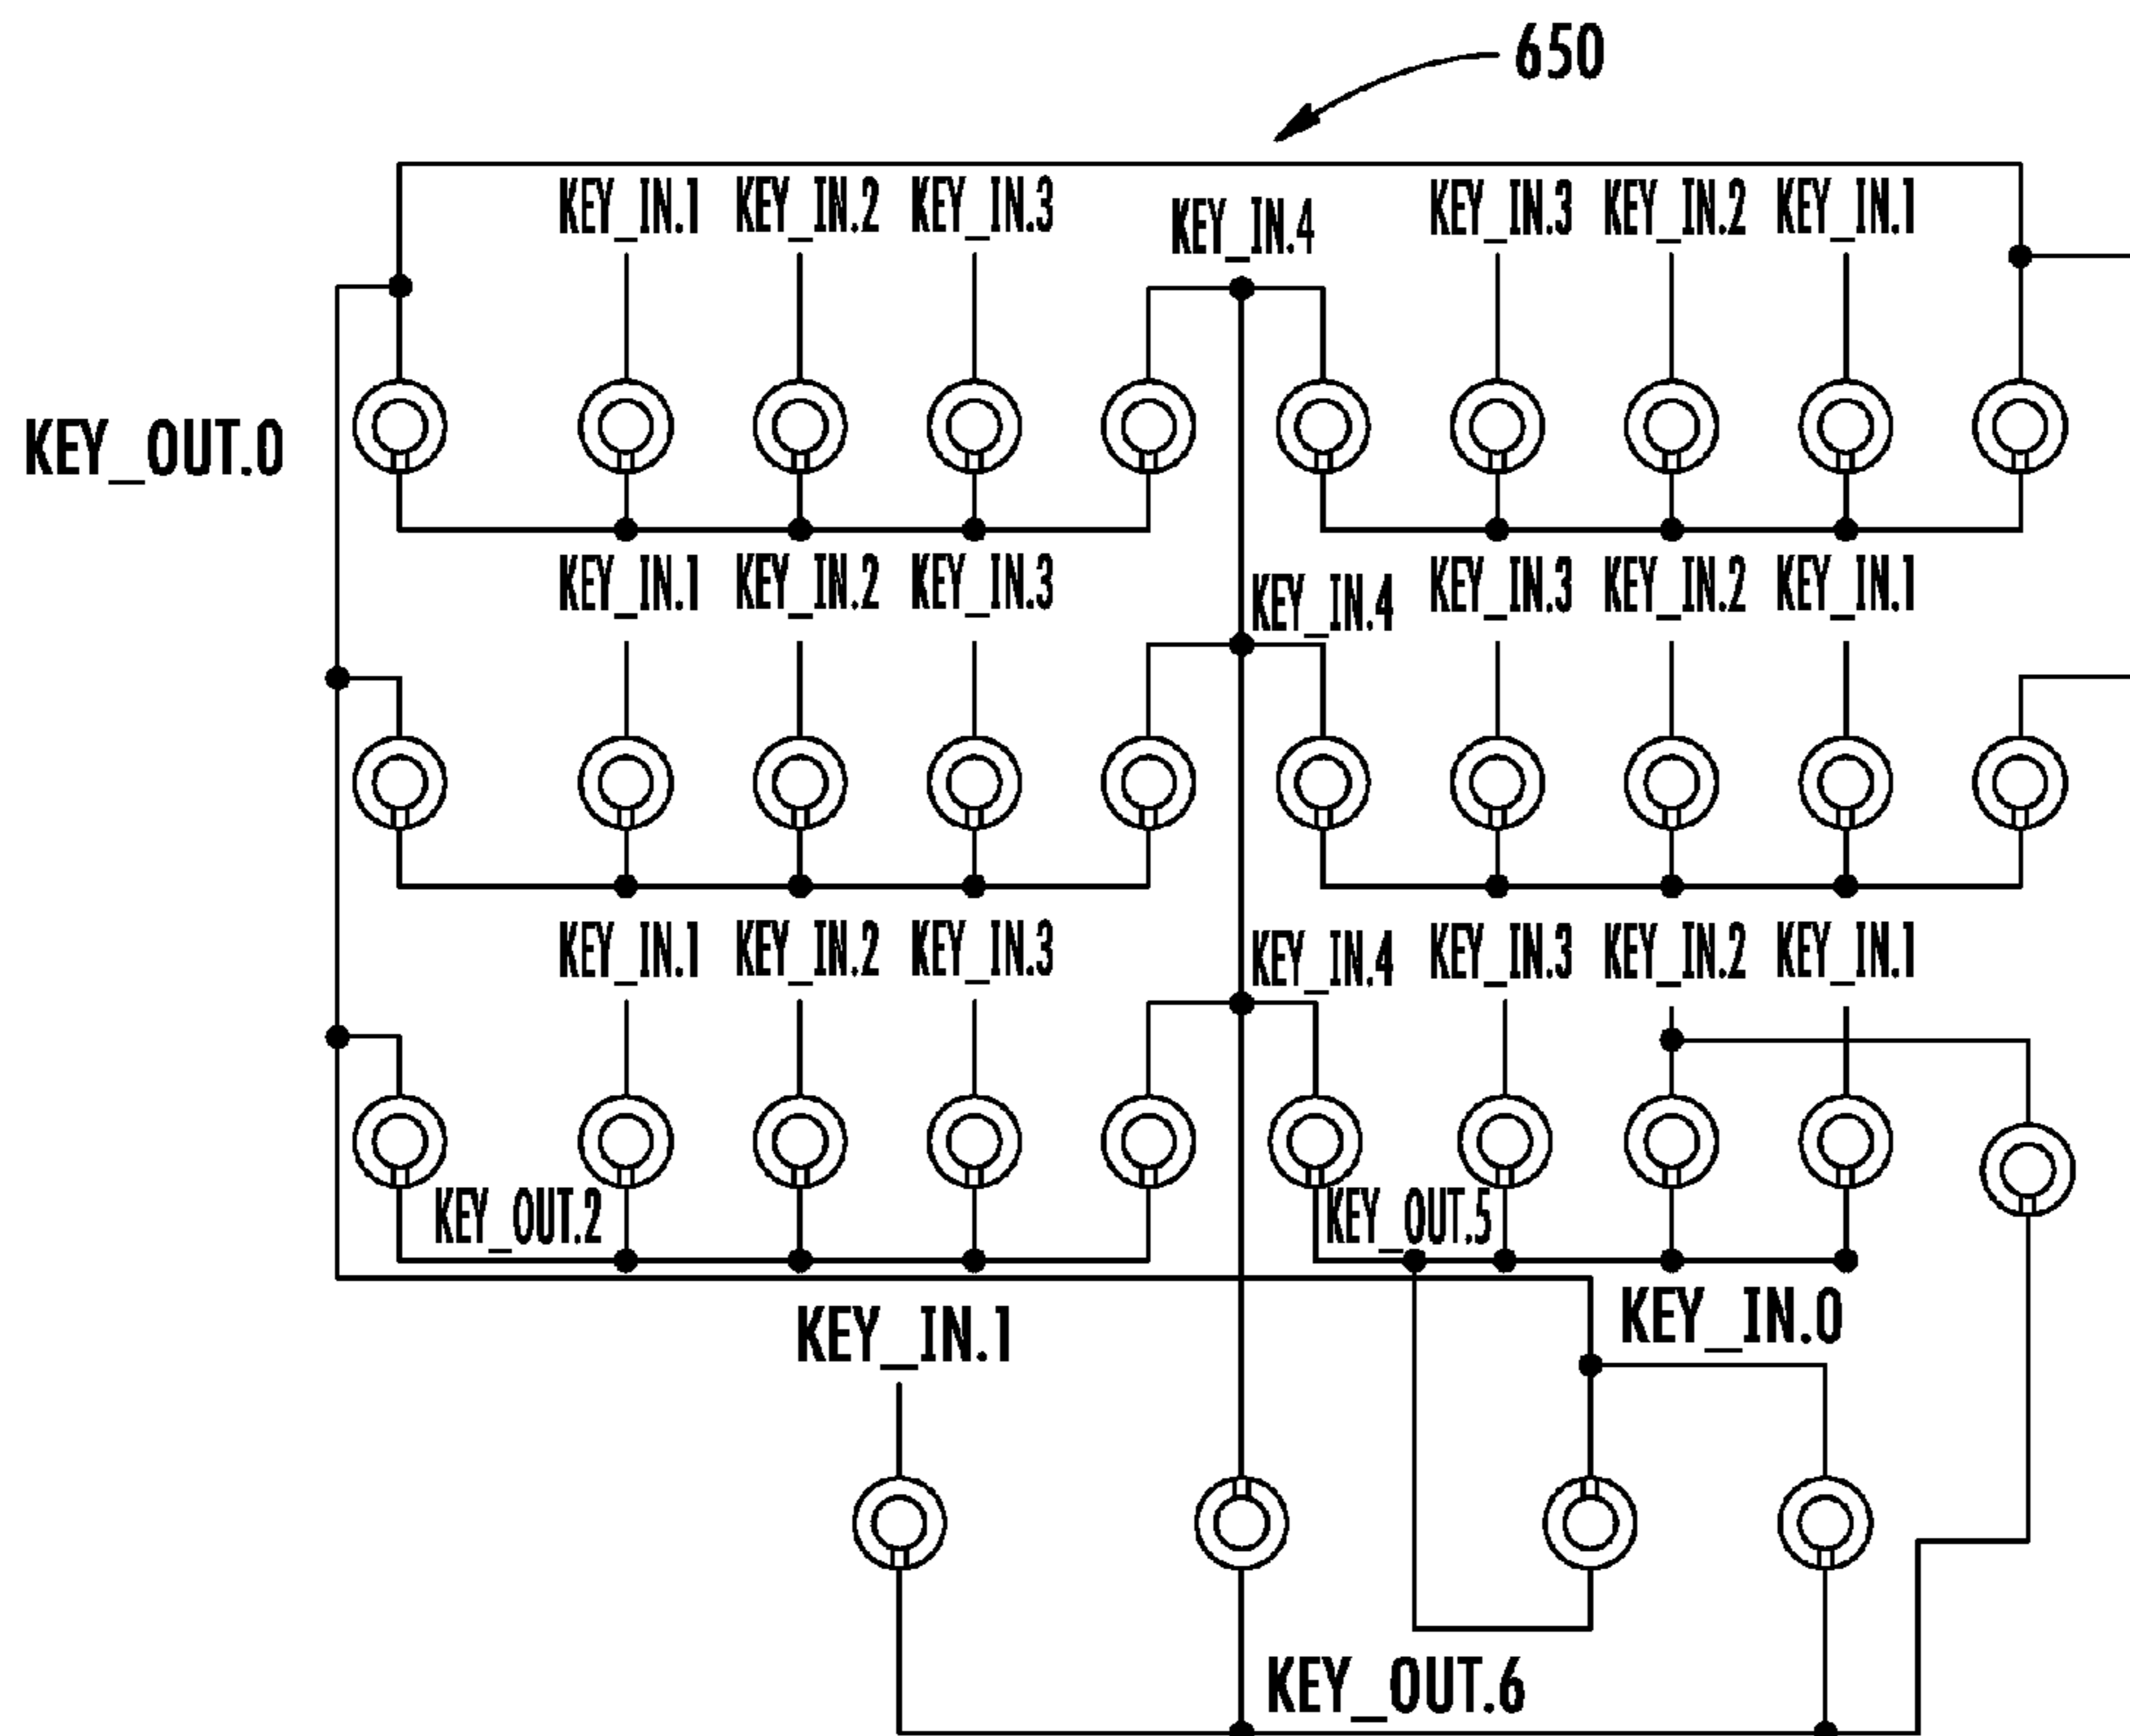 650
KEY_IN.1 KEY_IN.2 KEY_IN.3 KEY_IN.4 KEY_IN.3 KEY_IN.2 KEY_IN.1
KEY_OUT.0
KEY_IN.1 KEY_IN.2 KEY_IN.3 KEY_IN.4 KEY_IN.3 KEY_IN.2 KEY_IN.1
KEY_IN.1 KEY_IN.2 KEY_IN.3 KEY_IN.4 KEY_IN.3 KEY_IN.2 KEY_IN.1
KEY_OUT.2 KEY_OUT.5
KEY_IN.1 KEY_IN.0
KEY_OUT.6